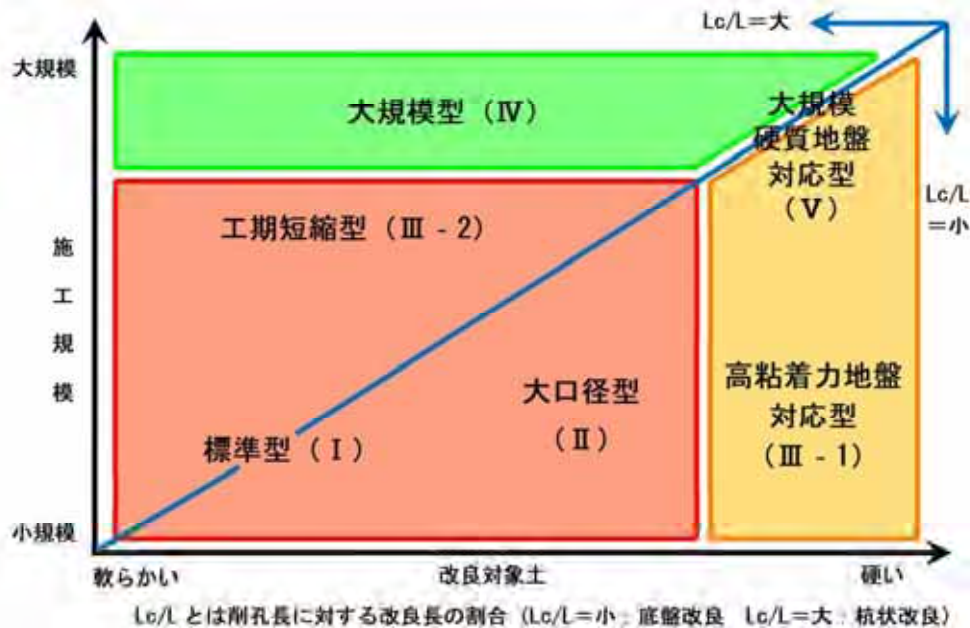 Lc/L=大
大規模
大規模型(Ⅳ)
大規模
硬質地盤
対応型
(Ⅴ)
Lc/L
=小
工期短縮型(Ⅲ - 2)
施
工
規
模
大口径型
(Ⅱ)
高粘着力地盤
対応型
(Ⅲ - 1)
標準型(Ⅰ)
小規模
軟らかい
改良対象土
硬い
Lc/L とは削孔長に対する改良長の割合(Lc/L=小:底盤改良 Lc/L=大:杭状改良)